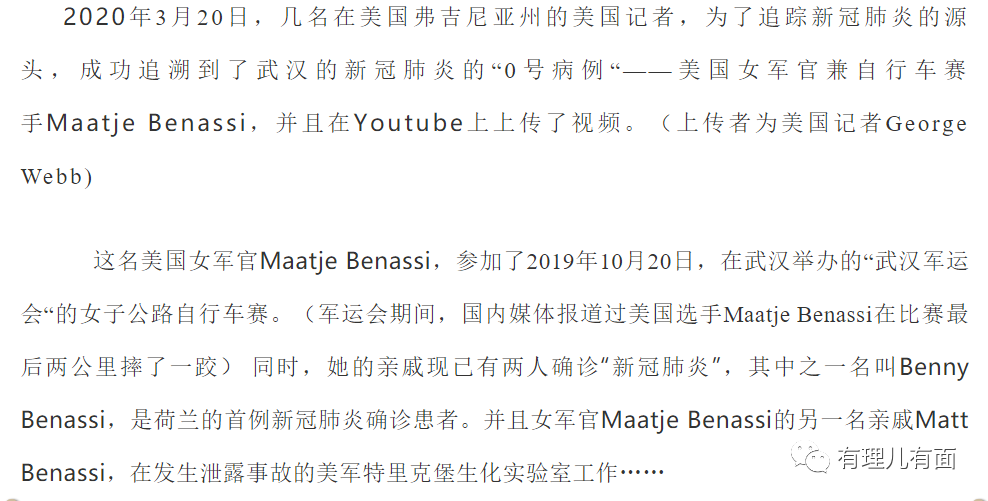 2020年3月20日，几名在美国弗吉尼亚州的美国记者，为了追踪新冠肺炎的源
头，成功追溯到了武汉的新冠肺炎的“0号病例“——美国女军官兼自行车赛
手Maatje Benassi，并且在Youtube上上传了视频。（上传者为美国记者George
Webb)
这名美国女军官Maatje Benassi，参加了2019年10月20日，在武汉举办的“武汉军运
会“的女子公路自行车赛。（军运会期间，国内媒体报道过美国选手Maatje Benassi在比赛最
后两公里摔了一跤） 同时，她的亲戚现已有两人确诊“新冠肺炎”，其中之一名叫Benny
Benassi，是荷兰的首例新冠肺炎确诊患者。并且女军官Maatje Benassi的另一名亲戚Matt
Benassi，在发生泄露事故的美军特里克堡生化实验室工作……
有理儿有面